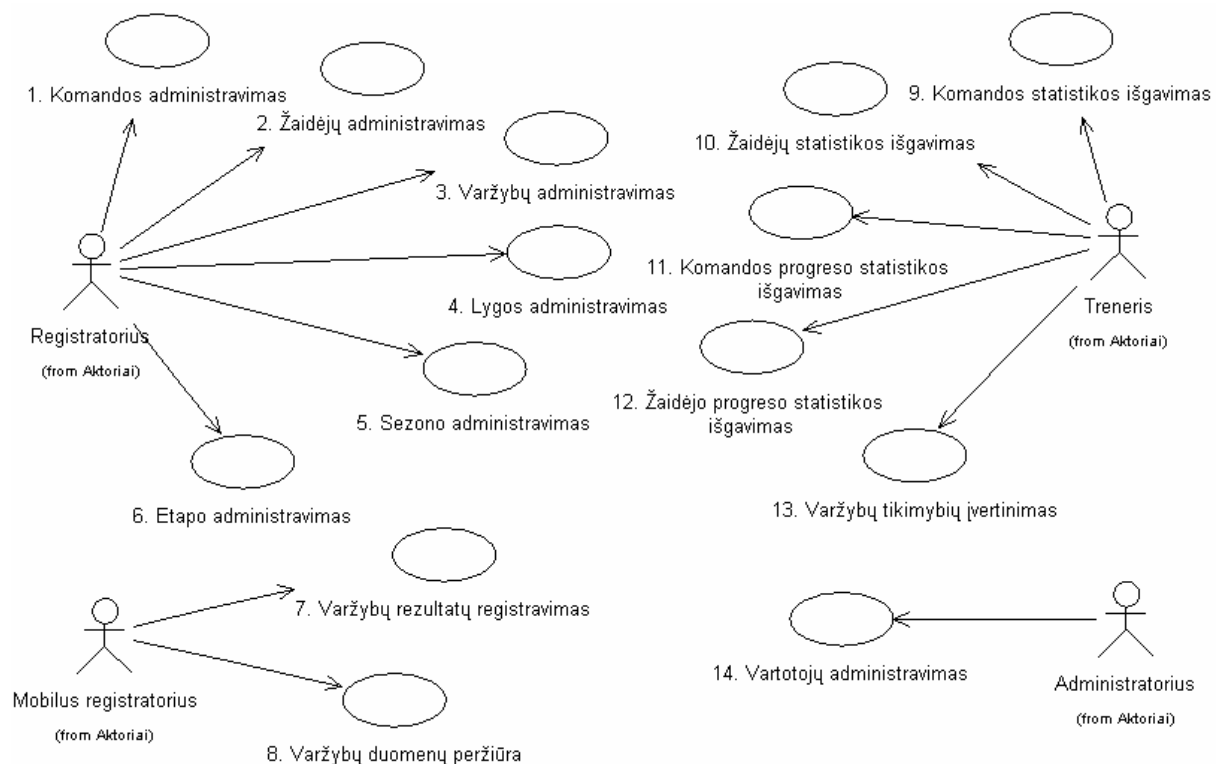 1. Komandos administravimas
2. Žaidėjų administravimas
3. Varžybų administravimas
4. Lygos administravimas
Registratorius
(from Aktoriai)
5. Sezono administravimas
6. Etapo administravimas
7. Varžybų rezultatų registravimas
Mobilus registratorius
(from Aktoriai)
8. Varžybų duomenų peržiūra
9. Komandos statistikos išgavimas
10. Žaidėjų statistikos išgavimas
11. Komandos progreso statistikos
išgavimas
Treneris
(from Aktoriai)
12. Žaidėjo progreso statistikos
išgavimas
13. Varžybų tikimybių įvertinimas
14. Vartotojų administravimas
Administratorius
(from Aktoriai)